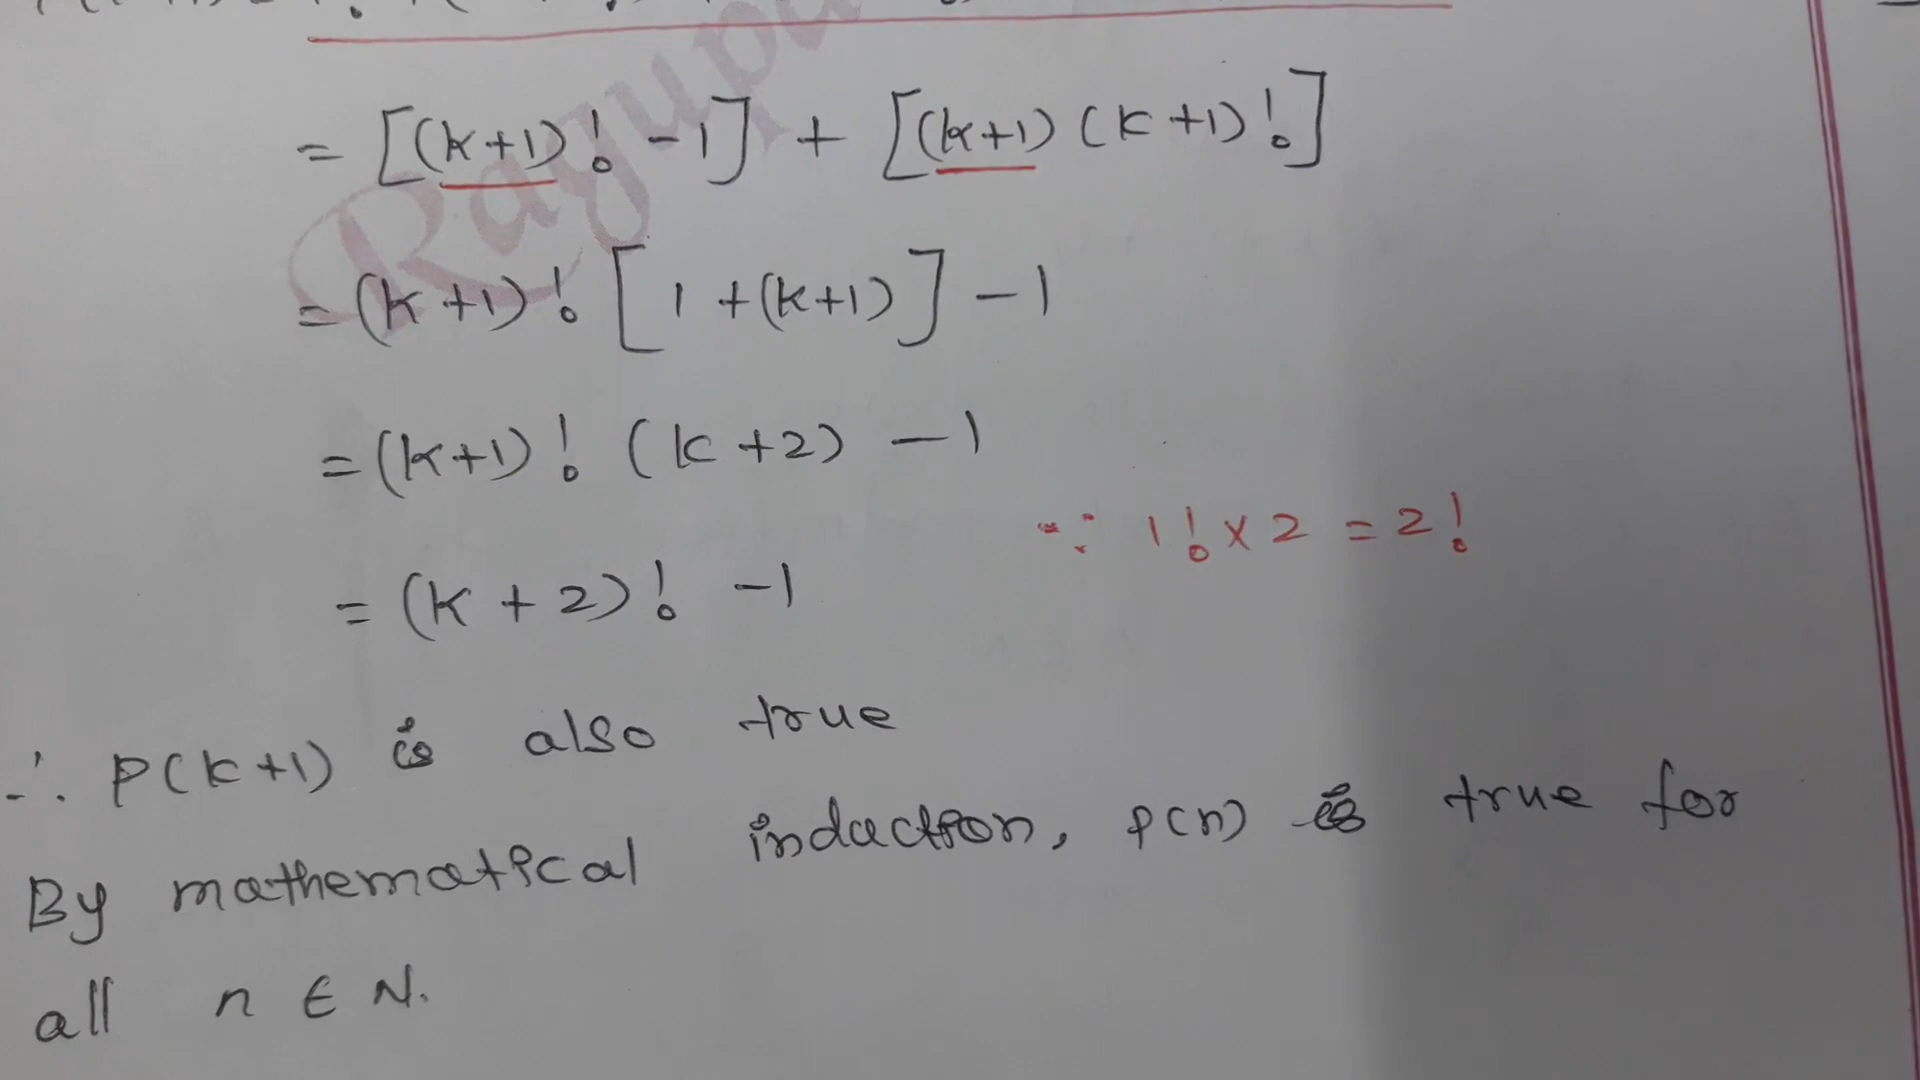 = [(k+1)! -1] + [(k+1) (k+1)!]
= (k+1)! [1 + (k+1)] - 1
= (k+1)! (k+2) - 1
∵ 1! × 2 = 2!
= (k+2)! - 1
∴ P(k+1) is also true
By mathematical induction, P(n) is true for
all n ∈ N.